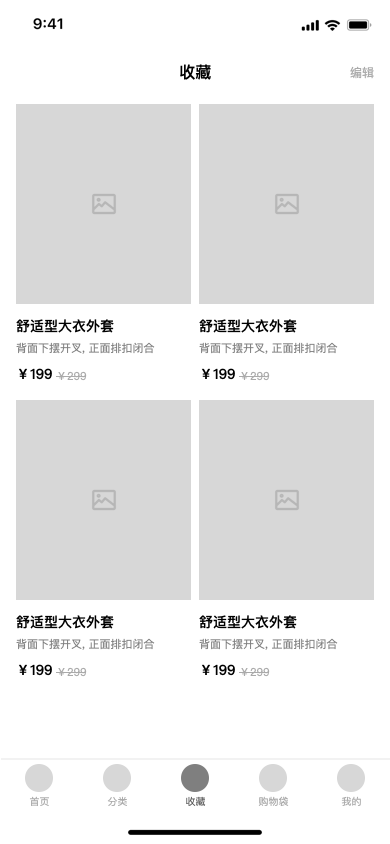 9:41
收藏
编辑
舒适型大衣外套
舒适型大衣外套
背面下摆开叉, 正面排扣闭合
背面下摆开叉, 正面排扣闭合
¥199 ¥299
¥199 ¥299
舒适型大衣外套
舒适型大衣外套
背面下摆开叉, 正面排扣闭合
背面下摆开叉, 正面排扣闭合
¥199 ¥299
¥199 ¥299
首页
分类
收藏
购物袋
我的